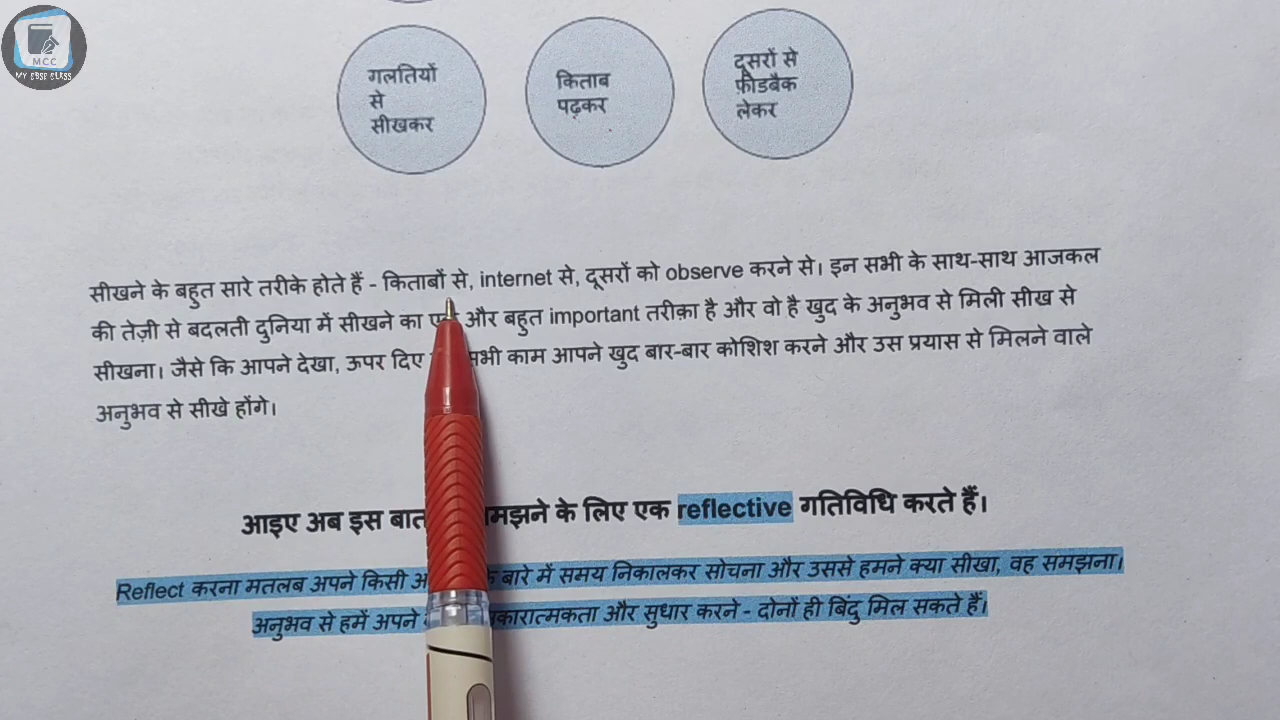 MCC
MY CBSE CLASS
गलतियों
से
सीखकर
किताब
पढ़कर
दूसरों से
फ़ीडबैक
लेकर
सीखने के बहुत सारे तरीके होते हैं - किताबों से, internet से, दूसरों को observe करने से। इन सभी के साथ-साथ आजकल
की तेज़ी से बदलती दुनिया में सीखने का और बहुत important तरीक़ा है और वो है खुद के अनुभव से मिली सीख से
सीखना। जैसे कि आपने देखा, ऊपर दिए काम आपने खुद बार-बार कोशिश करने और उस प्रयास से मिलने वाले
अनुभव से सीखे होंगे।
आइए अब इस के लिए एक reflective गतिविधि करते हैं।
Reflect करना मतलब अपने किसी बारे में समय निकालकर सोचना और उससे हमने क्या सीखा, वह समझना।
अनुभव से हमें अपने और सुधार करने - दोनों ही बिंदु मिल सकते हैं।